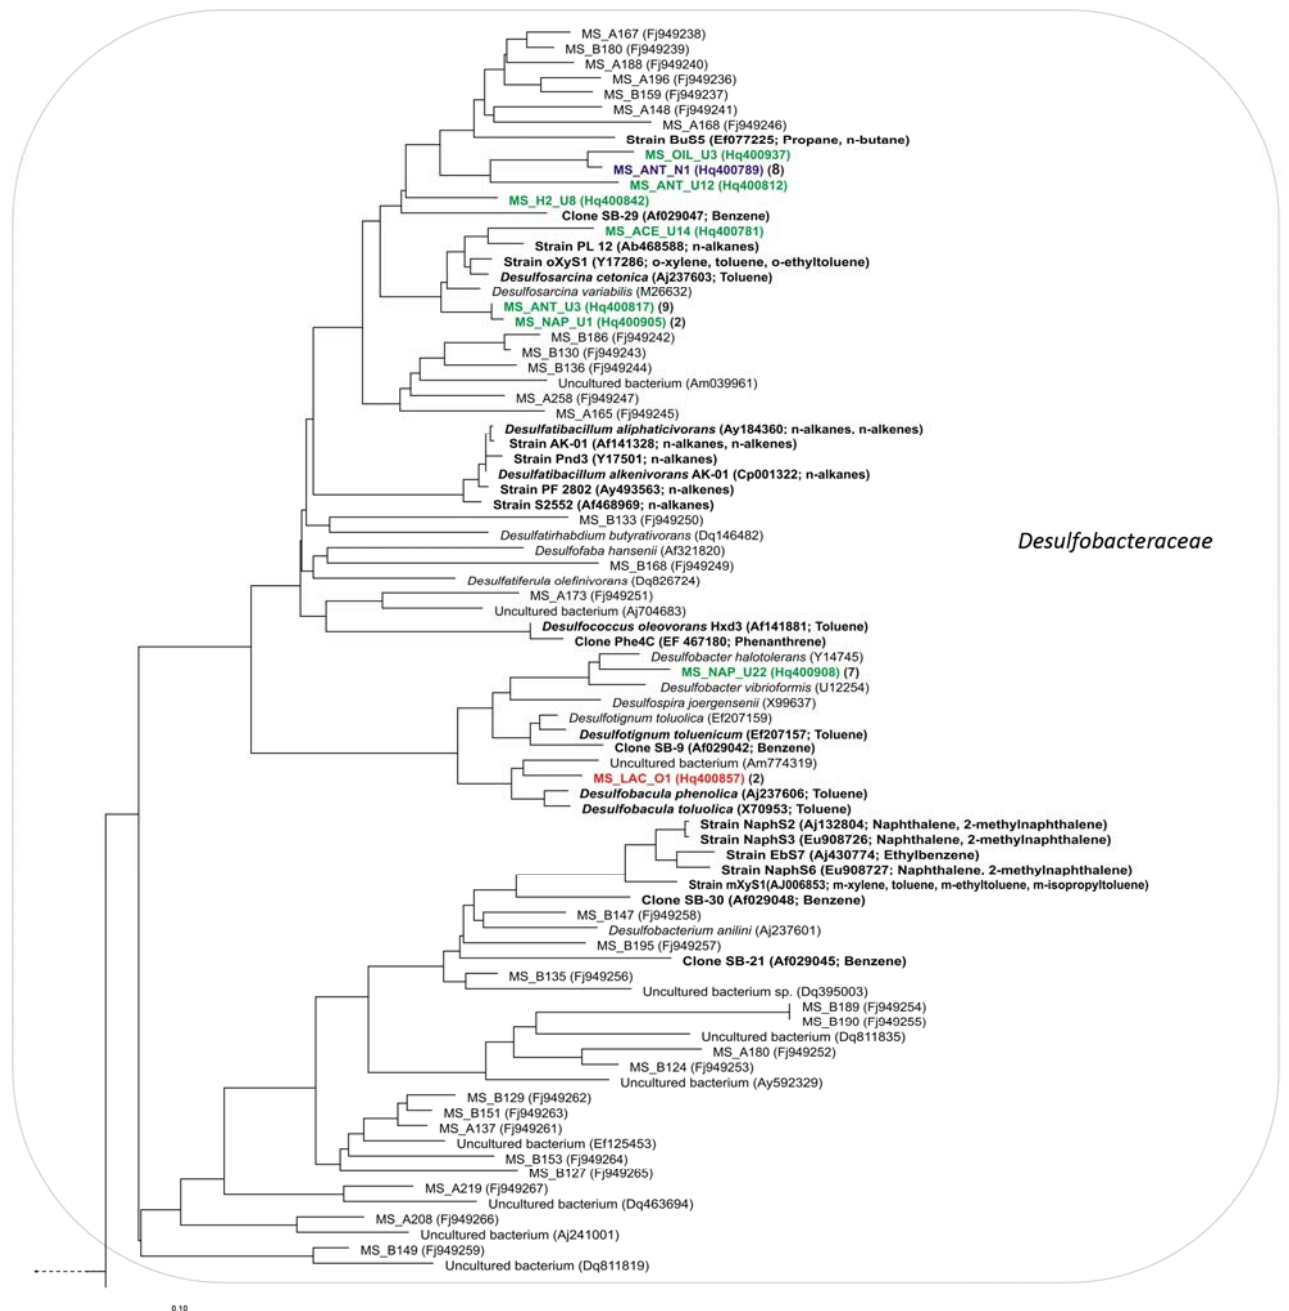 MS_A167 (Fj949238)
MS_B180 (Fj949239)
MS_A188 (Fj949240)
MS_A196 (Fj949236)
MS_B159 (Fj949237)
MS_A148 (Fj949241)
MS_A168 (Fj949246)
Strain BuS5 (Ef077225; Propane, n-butane)
MS_OIL_U3 (Hq400937)
MS_ANT_N1 (Hq400789) (8)
MS_ANT_U12 (Hq400812)
MS_H2_U8 (Hq400842)
Clone SB-29 (Af029047; Benzene)
MS_ACE_U14 (Hq400781)
Strain PL 12 (Ab468588; n-alkanes)
Strain oXyS1 (Y17286; o-xylene, toluene, o-ethyltoluene)
Desulfosarcina cetonica (Aj237603; Toluene)
Desulfosarcina variabilis (M26632)
MS_ANT_U3 (Hq400817) (9)
MS_NAP_U1 (Hq400905) (2)
MS_B186 (Fj949242)
MS_B130 (Fj949243)
MS_B136 (Fj949244)
Uncultured bacterium (Am039961)
MS_A258 (Fj949247)
MS_A165 (Fj949245)
Desulfatibacillum aliphaticivorans (Ay184360; n-alkanes. n-alkenes)
Strain AK-01 (Af141328; n-alkanes, n-alkenes)
Strain Pnd3 (Y17501; n-alkanes)
Desulfatibacillum alkenivorans AK-01 (Cp001322; n-alkanes)
Strain PF 2802 (Ay493563; n-alkenes)
Strain S2552 (Af468969; n-alkanes)
MS_B133 (Fj949250)
Desulfatirhabdium butyrativorans (Dq146482)
Desulfobacteraceae
Desulfofaba hansenii (Af321820)
MS_B168 (Fj949249)
Desulfatiferula olefinivorans (Dq826724)
MS_A173 (Fj949251)
Uncultured bacterium (Aj704683)
Desulfococcus oleovorans Hxd3 (Af141881; Toluene)
Clone Phe4C (EF 467180; Phenanthrene)
Desulfobacter halotolerans (Y14745)
MS_NAP_U22 (Hq400908) (7)
Desulfobacter vibrioformis (U12254)
Desulfospira joergensenii (X99637)
Desulfotignum toluolica (Ef207159)
Desulfotignum toluenicum (Ef207157; Toluene)
Clone SB-9 (Af029042; Benzene)
Uncultured bacterium (Am774319)
MS_LAC_O1 (Hq400857) (2)
Desulfobacula phenolica (Aj237606; Toluene)
Desulfobacula toluolica (X70953; Toluene)
Strain NaphS2 (Aj132804; Naphthalene, 2-methylnaphthalene)
Strain NaphS3 (Eu908726; Naphthalene, 2-methylnaphthalene)
Strain EbS7 (Aj430774; Ethylbenzene)
Strain NaphS6 (Eu908727; Naphthalene. 2-methylnaphthalene)
Strain mXyS1(AJ006853; m-xylene, toluene, m-ethyltoluene, m-isopropyltoluene)
Clone SB-30 (Af029048; Benzene)
MS_B147 (Fj949258)
Desulfobacterium anilini (Aj237601)
MS_B195 (Fj949257)
Clone SB-21 (Af029045; Benzene)
MS_B135 (Fj949256)
Uncultured bacterium sp. (Dq395003)
MS_B189 (Fj949254)
MS_B190 (Fj949255)
Uncultured bacterium (Dq811835)
MS_A180 (Fj949252)
MS_B124 (Fj949253)
Uncultured bacterium (Ay592329)
MS_B129 (Fj949262)
MS_B151 (Fj949263)
MS_A137 (Fj949261)
Uncultured bacterium (Ef125453)
MS_B153 (Fj949264)
MS_B127 (Fj949265)
MS_A219 (Fj949267)
Uncultured bacterium (Dq463694)
MS_A208 (Fj949266)
Uncultured bacterium (Aj241001)
MS_B149 (Fj949259)
Uncultured bacterium (Dq811819)
0.10